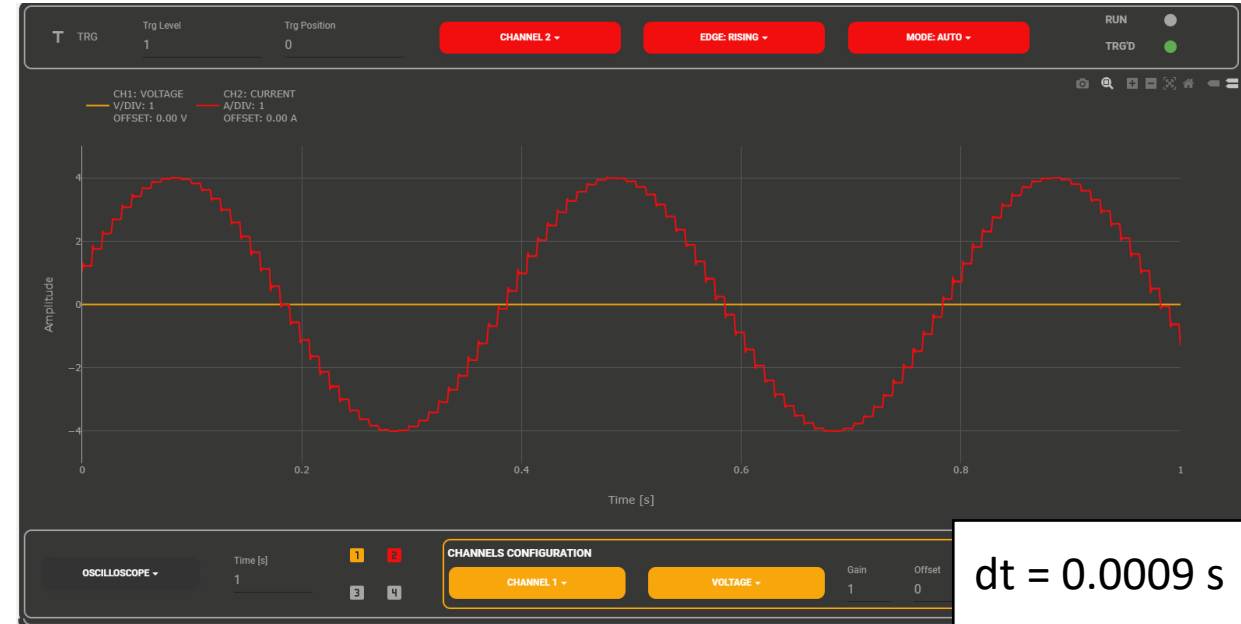 T TRG
Trg Level
1
Trg Position
0
CHANNEL 2
EDGE: RISING
MODE: AUTO
RUN
TRG'D
CH1: VOLTAGE
V/DIV: 1
OFFSET: 0.00 V
CH2: CURRENT
A/DIV: 1
OFFSET: 0.00 A
Amplitude
4
2
0
−2
−4
0 0.2 0.4 0.6 0.8 1
Time [s]
OSCILLOSCOPE
Time [s]
1
1 2
3 4
CHANNELS CONFIGURATION
CHANNEL 1
VOLTAGE
Gain
1
Offset
0
dt = 0.0009 s